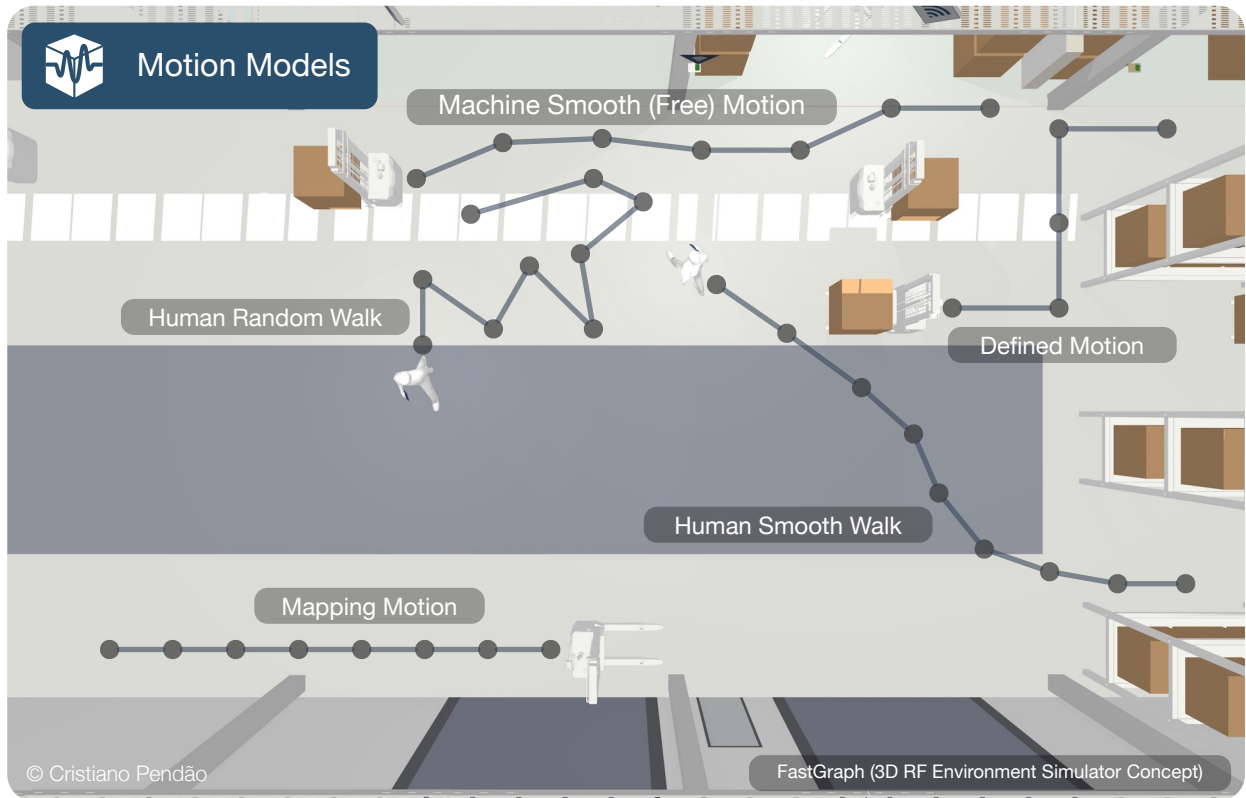 Motion Models
Machine Smooth (Free) Motion
Human Random Walk
Defined Motion
Human Smooth Walk
Mapping Motion
© Cristiano Pendão
FastGraph (3D RF Environment Simulator Concept)